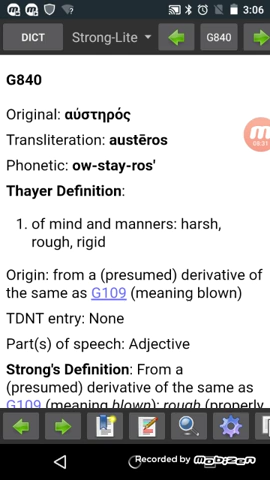 3:06
DICT Strong-Lite G840
G840
Original: αὐστηρός
Transliteration: austēros
Phonetic: ow-stay-ros'
Thayer Definition:
1. of mind and manners: harsh,
rough, rigid
Origin: from a (presumed) derivative of
the same as G109 (meaning blown)
TDNT entry: None
Part(s) of speech: Adjective
Strong's Definition: From a
(presumed) derivative of the same as
G109 (meaning blown); rough (properly
Recorded by mobizen